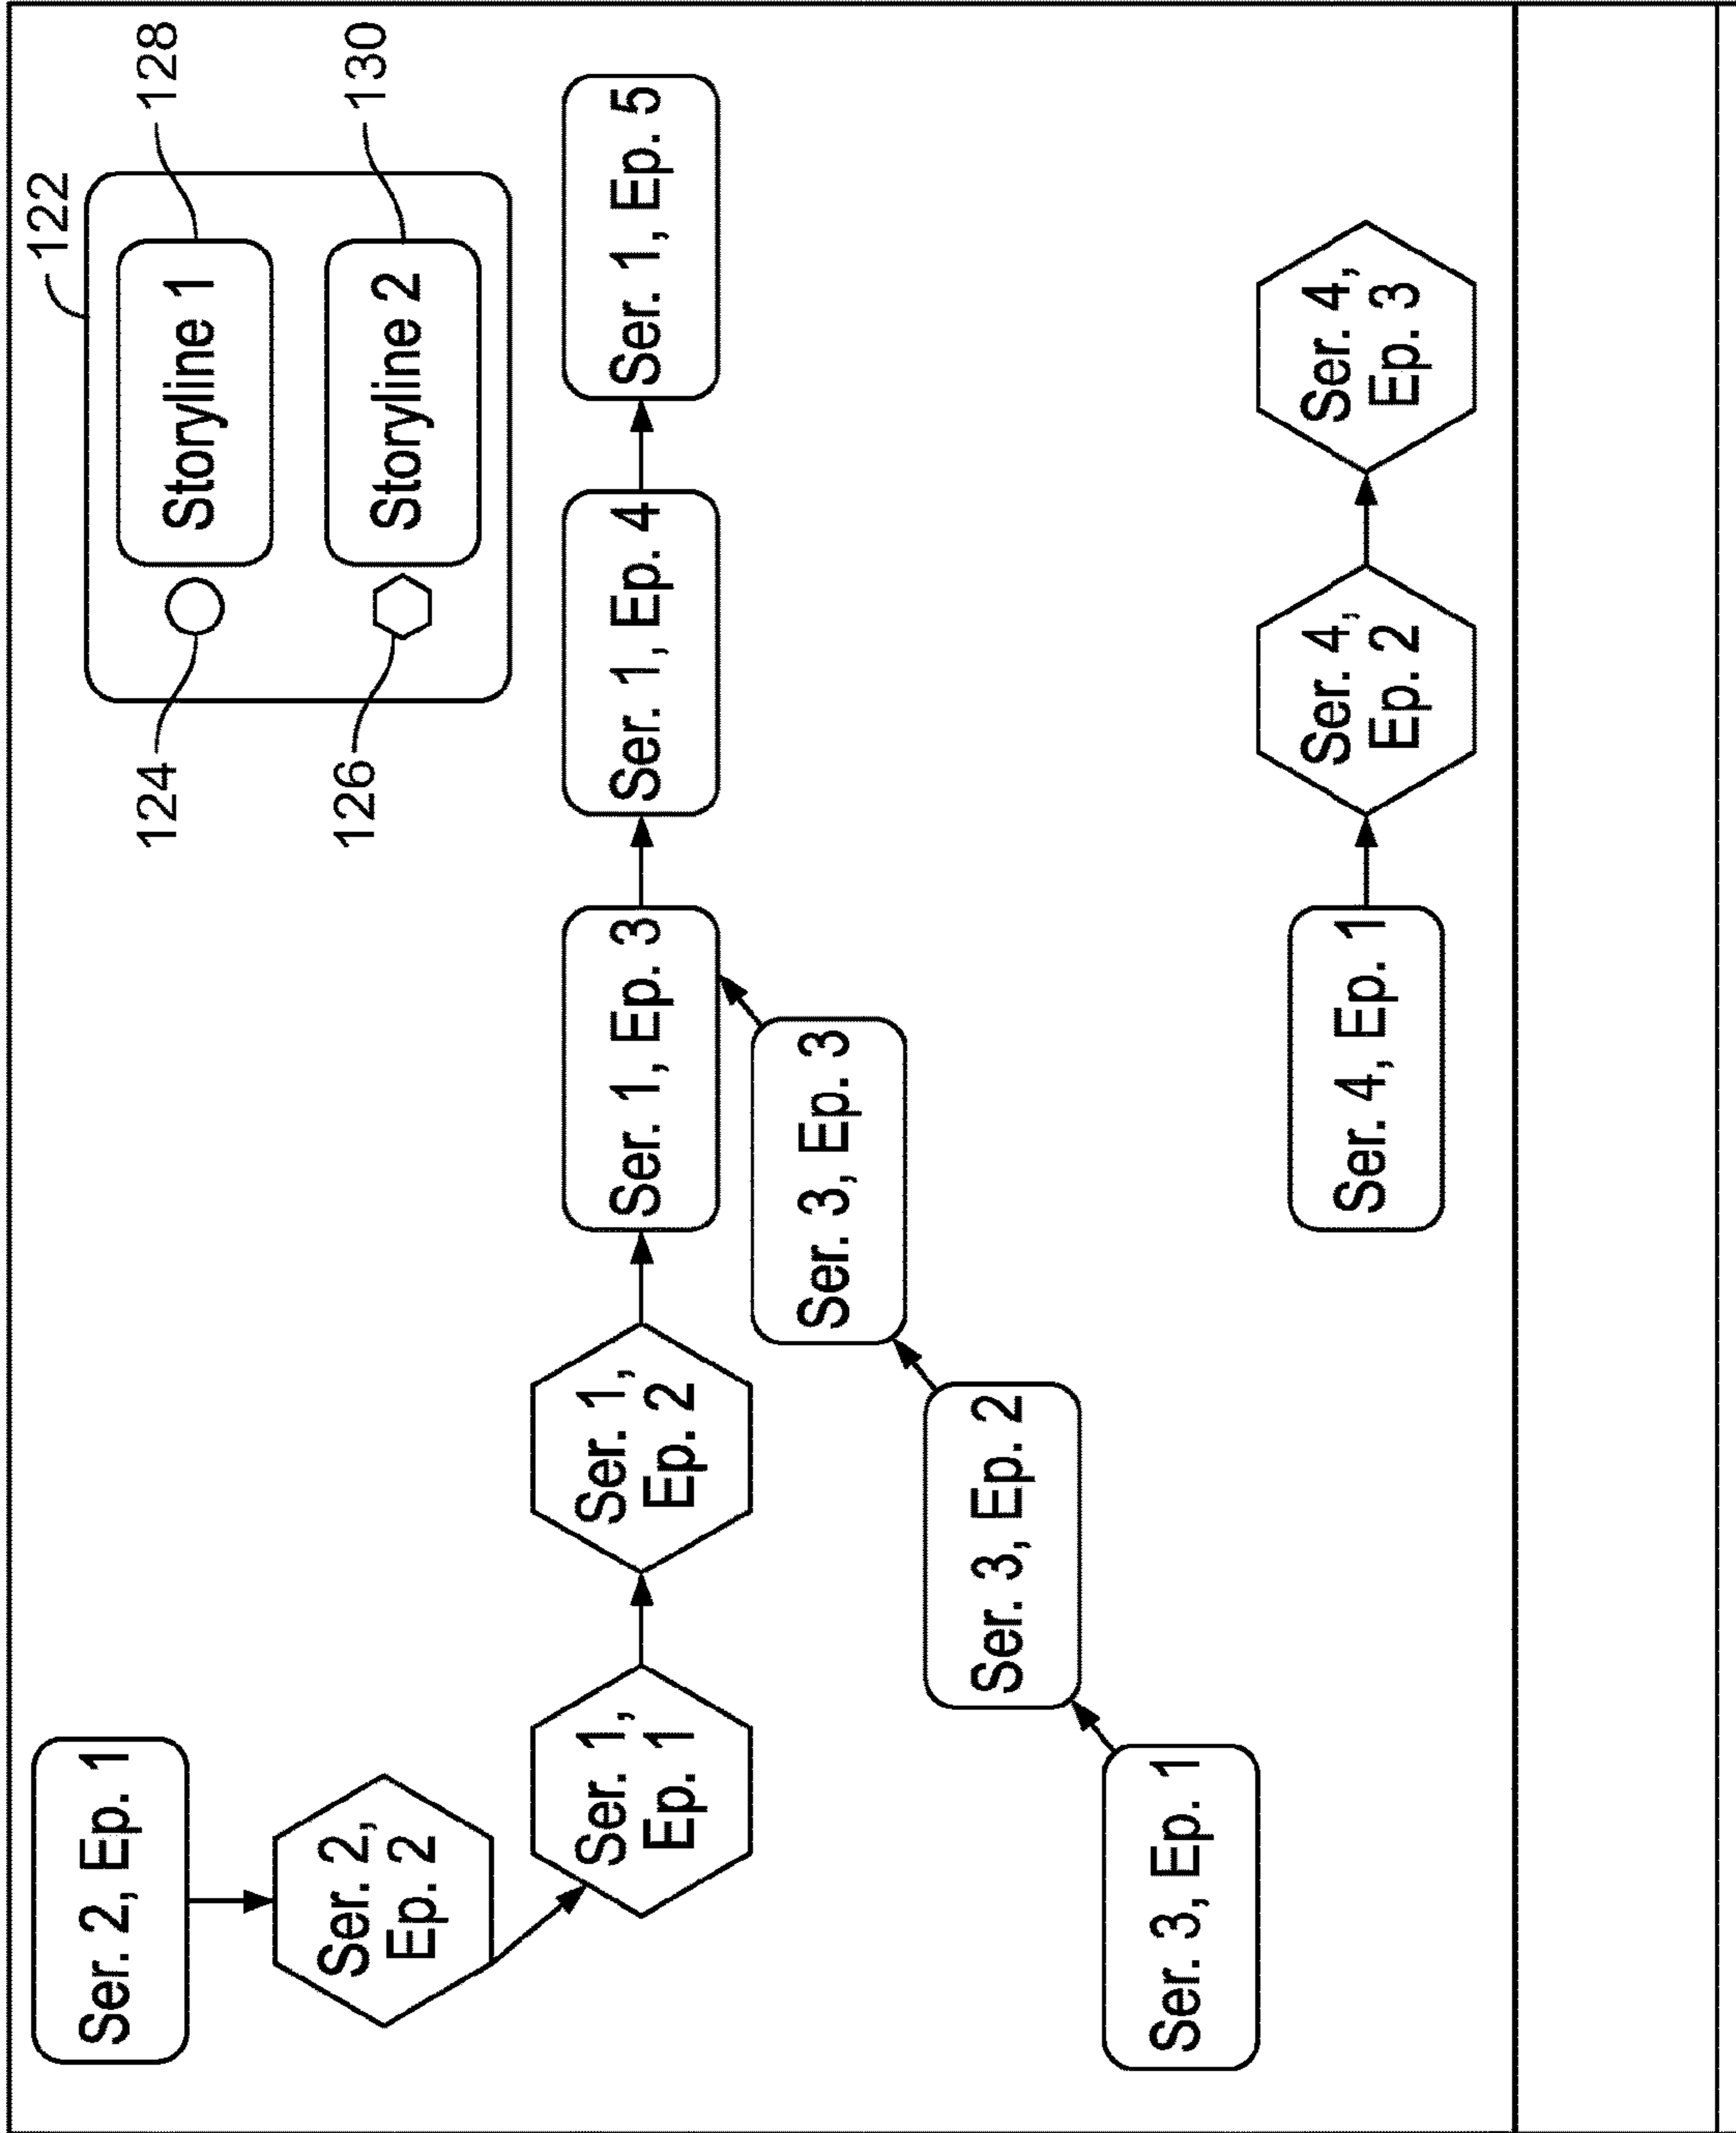 122
Ser. 2, Ep. 1
124
Storyline 1
128
Ser. 2,
Ep. 2
126
Storyline 2
130
Ser. 1,
Ep. 1
Ser. 1,
Ep. 2
Ser. 1, Ep. 3
Ser. 1, Ep. 4
Ser. 1, Ep. 5
Ser. 3, Ep. 3
Ser. 3, Ep. 2
Ser. 3, Ep. 1
Ser. 4, Ep. 1
Ser. 4,
Ep. 2
Ser. 4,
Ep. 3